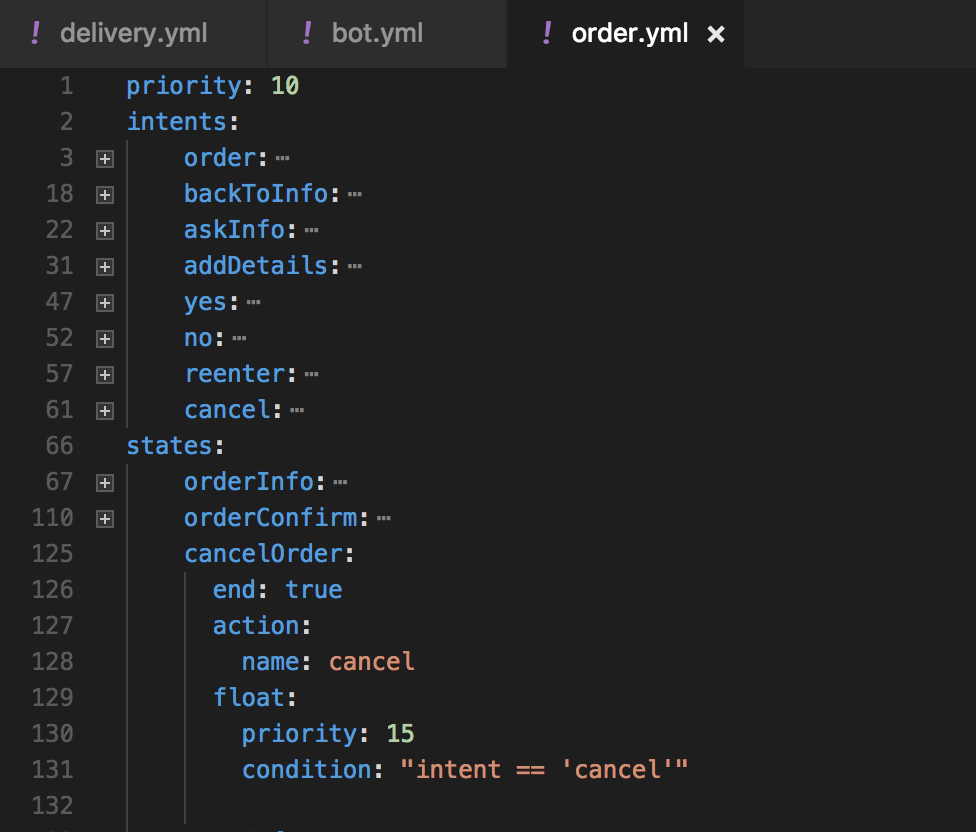 ! delivery.yml ! bot.yml ! order.yml ×
1 priority: 10
2 intents:
3 order:…
18 backToInfo:…
22 askInfo:…
31 addDetails:…
47 yes:…
52 no:…
57 reenter:…
61 cancel:…
66 states:
67 orderInfo:…
110 orderConfirm:…
125 cancelOrder:
126 end: true
127 action:
128 name: cancel
129 float:
130 priority: 15
131 condition: "intent == 'cancel'"
132